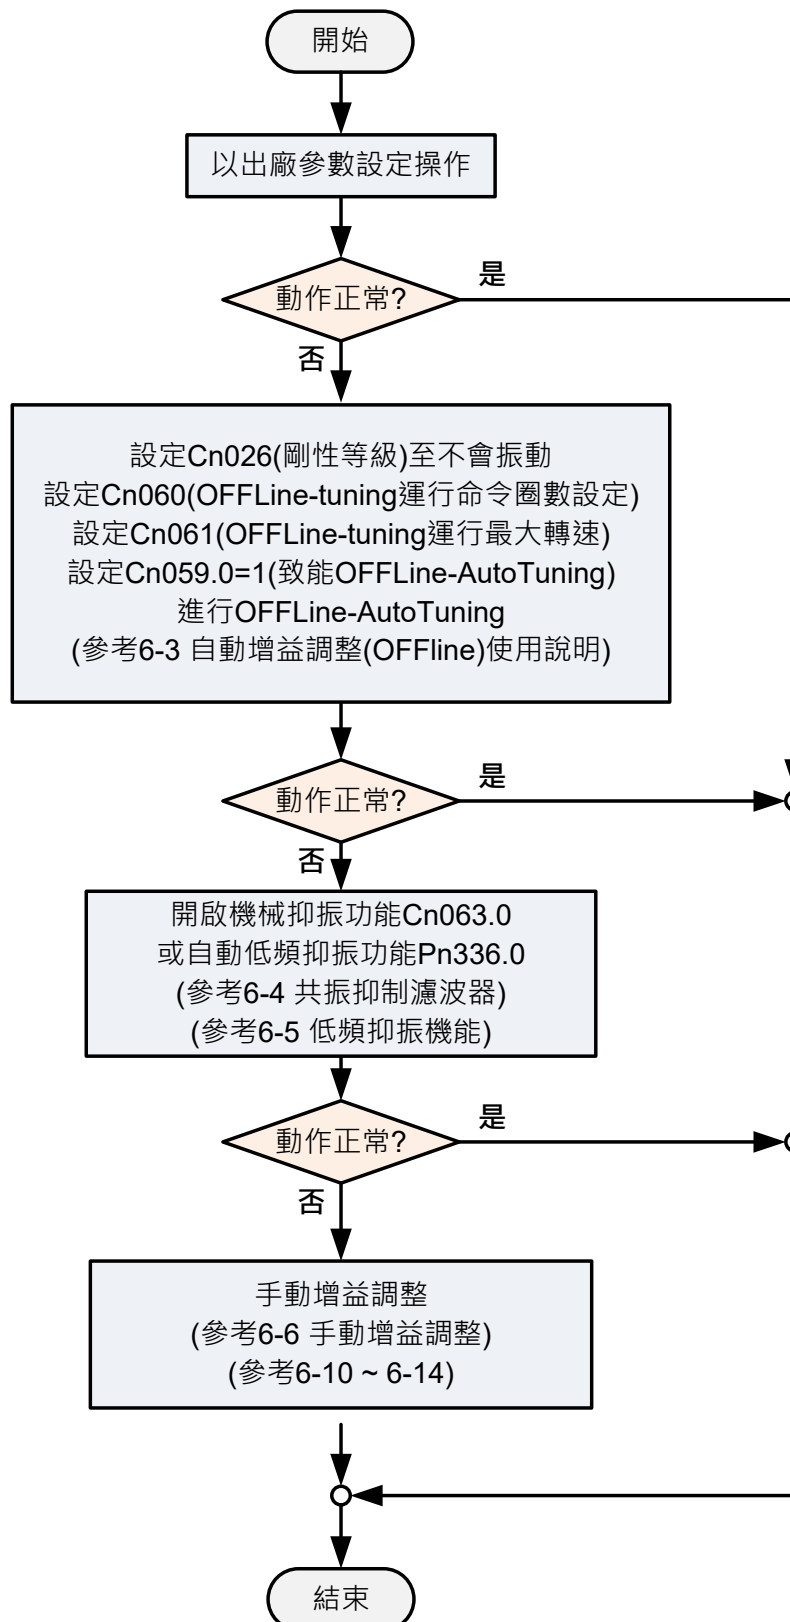 開始
以出廠參數設定操作
動作正常?
是
否
設定Cn026(剛性等級)至不會振動
設定Cn060(OFFLine-tuning運行命令圈數設定)
設定Cn061(OFFLine-tuning運行最大轉速)
設定Cn059.0=1(致能OFFLine-AutoTuning)
進行OFFLine-AutoTuning
(參考6-3 自動增益調整(OFFline)使用說明)
動作正常?
是
否
開啟機械抑振功能Cn063.0
或自動低頻抑振功能Pn336.0
(參考6-4 共振抑制濾波器)
(參考6-5 低頻抑振機能)
動作正常?
是
否
手動增益調整
(參考6-6 手動增益調整)
(參考6-10 ~ 6-14)
結束